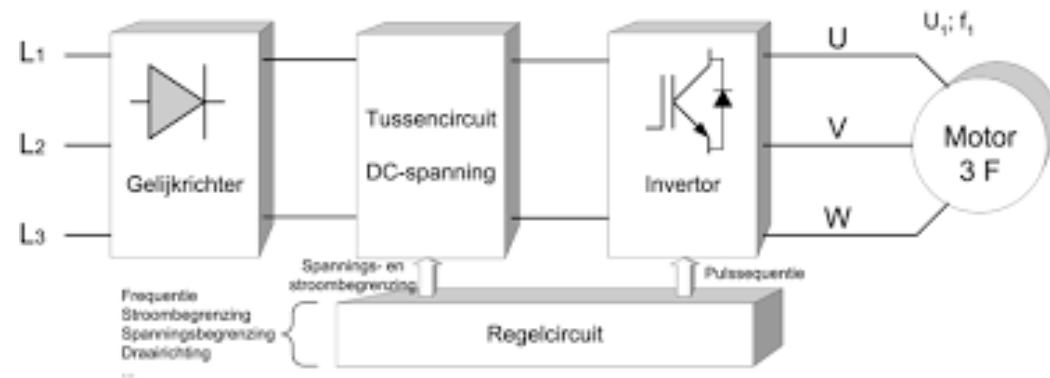 L1
L2
L3
Gelijkrichter
Tussencircuit
DC-spanning
Invertor
U
V
W
U1; f1
Motor
3 F
Spannings- en
stroombegrenzing
Pulssequentie
Frequentie
Stroombegrenzing
Spanningsbegrenzing
Draairichting
...
Regelcircuit